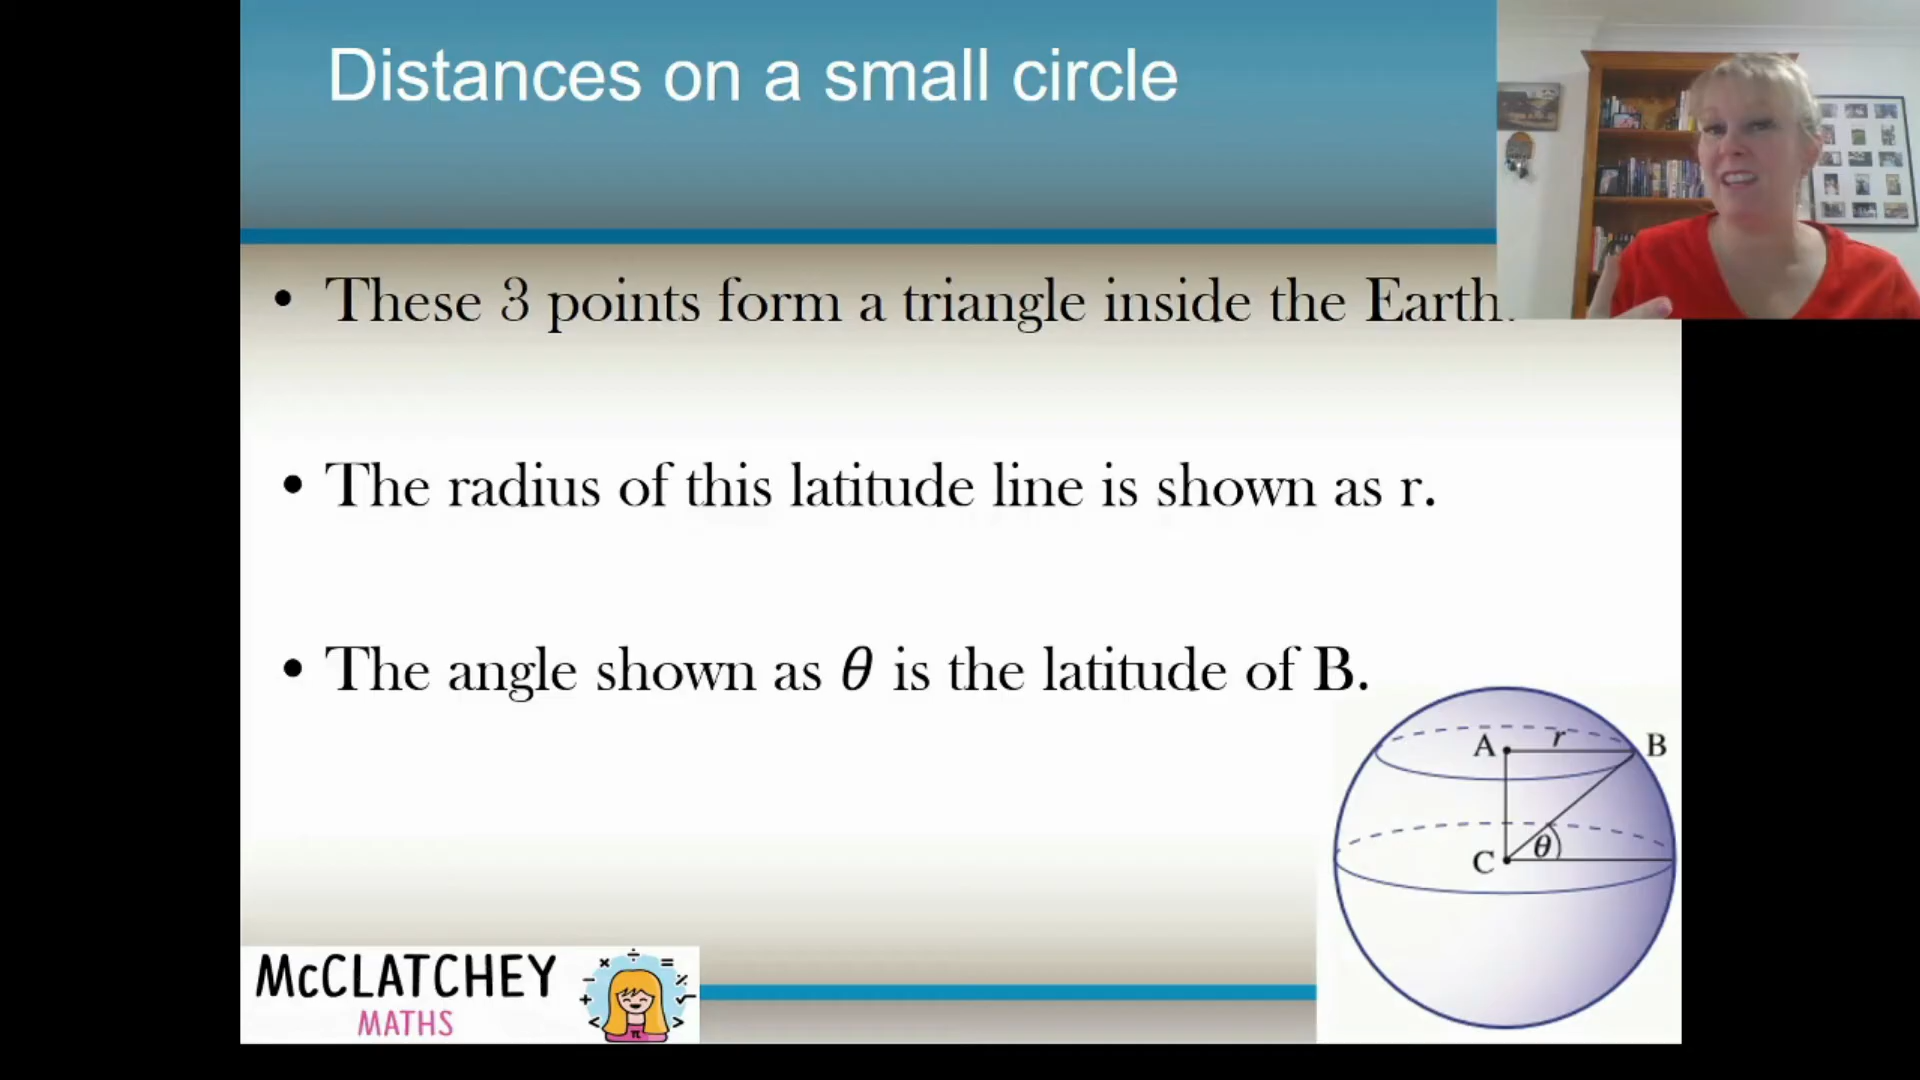 Distances on a small circle
• These 3 points form a triangle inside the Earth.
• The radius of this latitude line is shown as r.
• The angle shown as θ is the latitude of B.
A r B
C θ
McCLATCHEY
MATHS